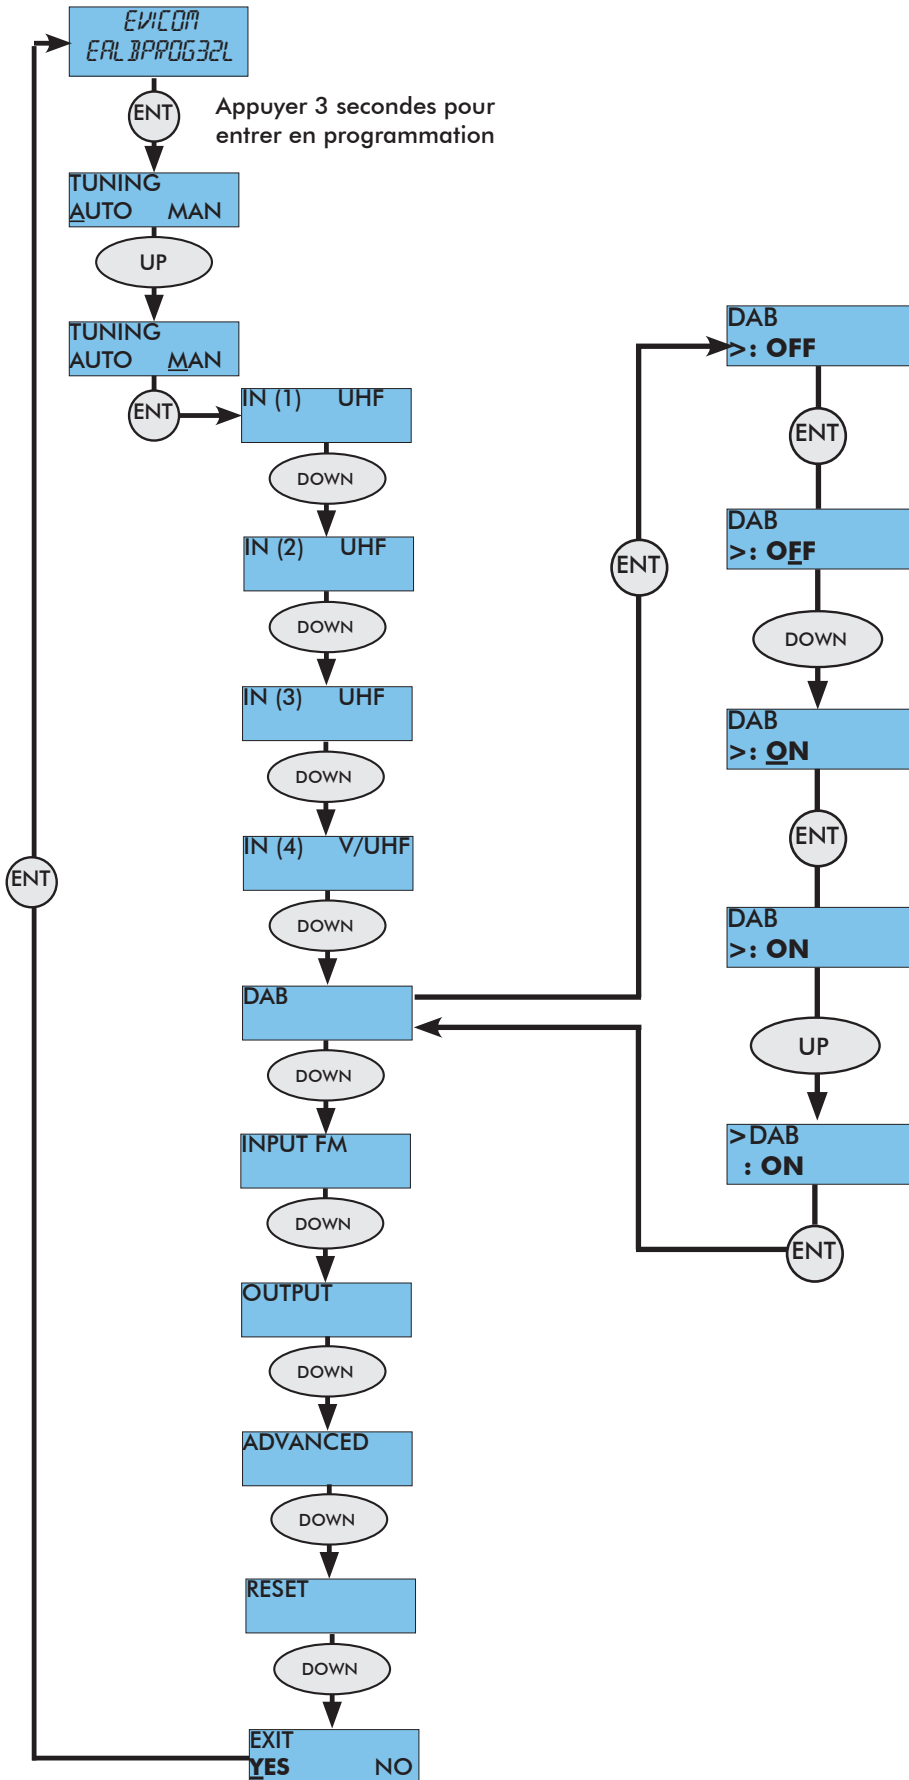 EVICOM
EALBPROG32L
ENT
Appuyer 3 secondes pour
entrer en programmation
TUNING
AUTO MAN
UP
TUNING
AUTO MAN
ENT
IN (1) UHF
DOWN
IN (2) UHF
DOWN
IN (3) UHF
DOWN
IN (4) V/UHF
DOWN
DAB
DOWN
INPUT FM
DOWN
OUTPUT
DOWN
ADVANCED
DOWN
RESET
DOWN
EXIT
YES NO
ENT
ENT
DAB
>: OFF
ENT
DAB
>: OFF
DOWN
DAB
>: ON
ENT
DAB
>: ON
UP
>DAB
: ON
ENT